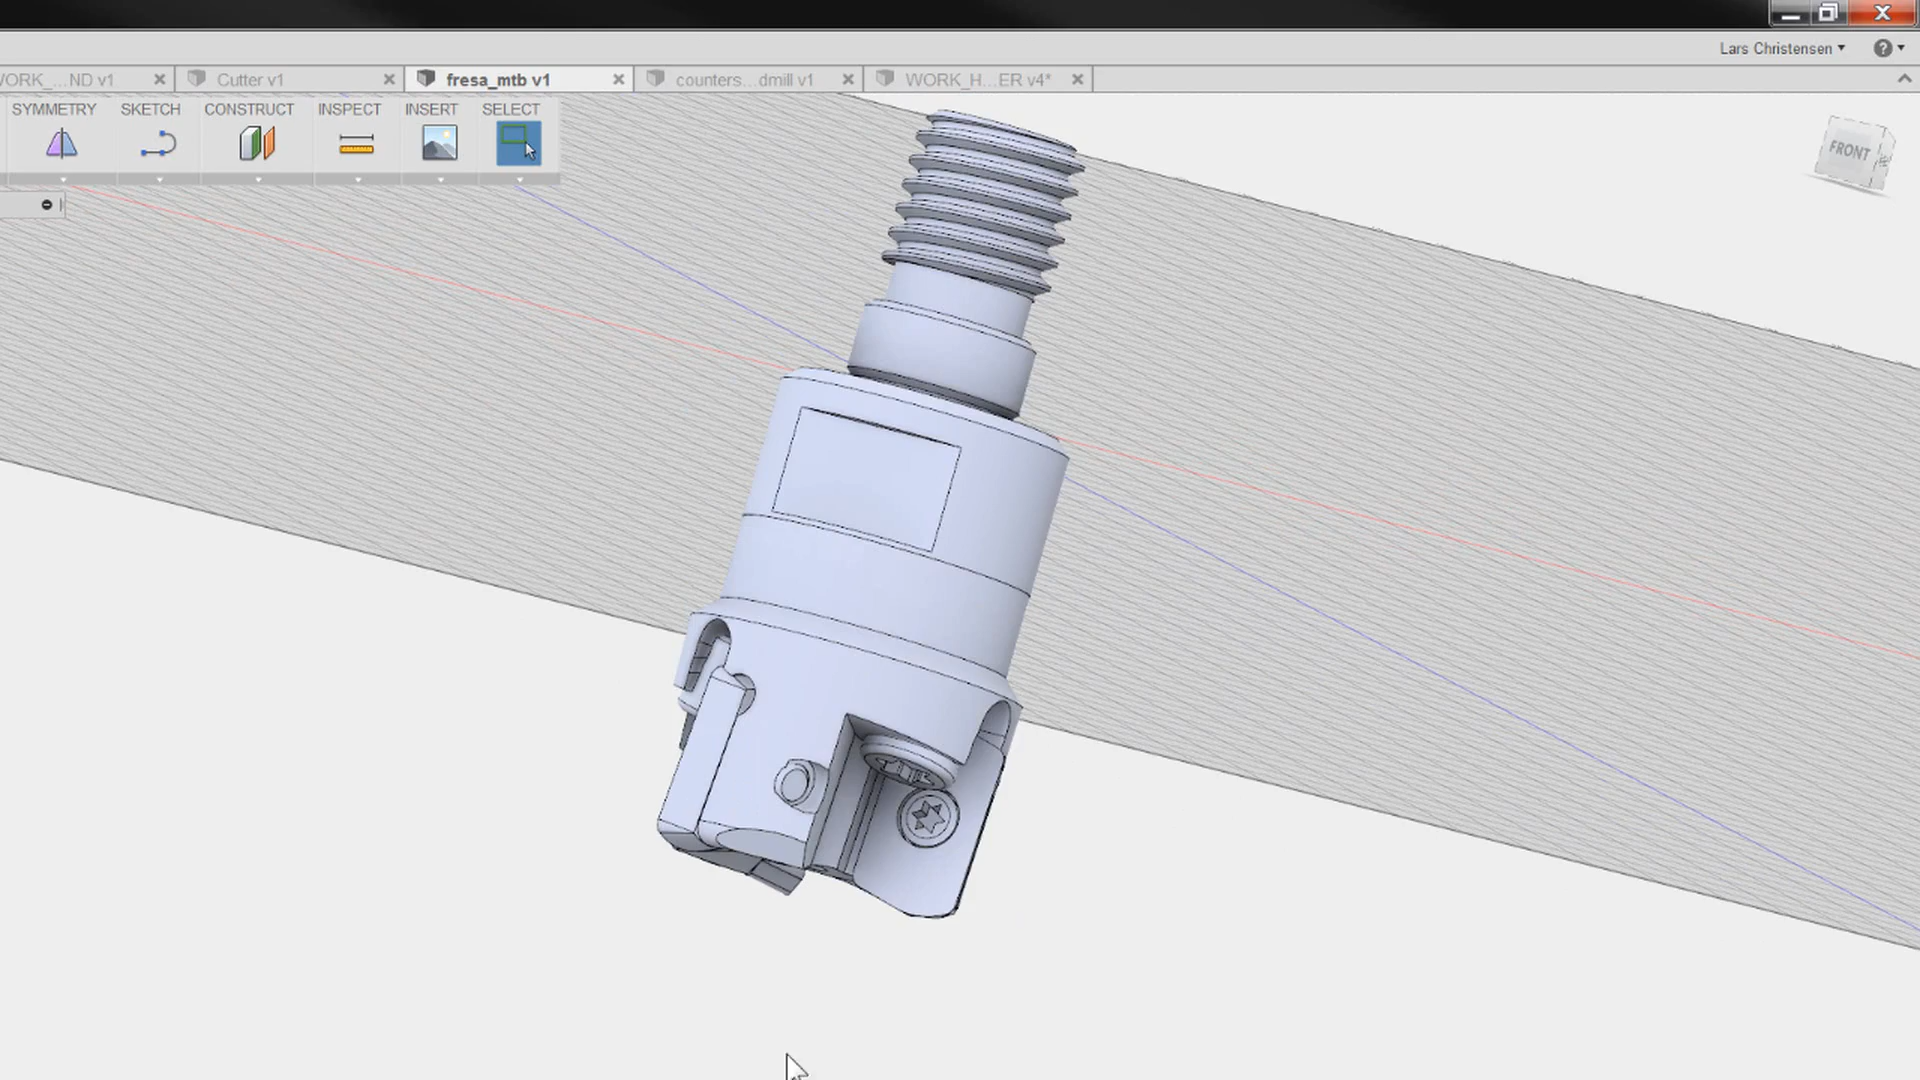 Lars Christensen
ORK_...ND v1
Cutter v1
fresa_mtb v1
counters...dmill v1
WORK_H...ER v4*
SYMMETRY
SKETCH
CONSTRUCT
INSPECT
INSERT
SELECT
FRONT